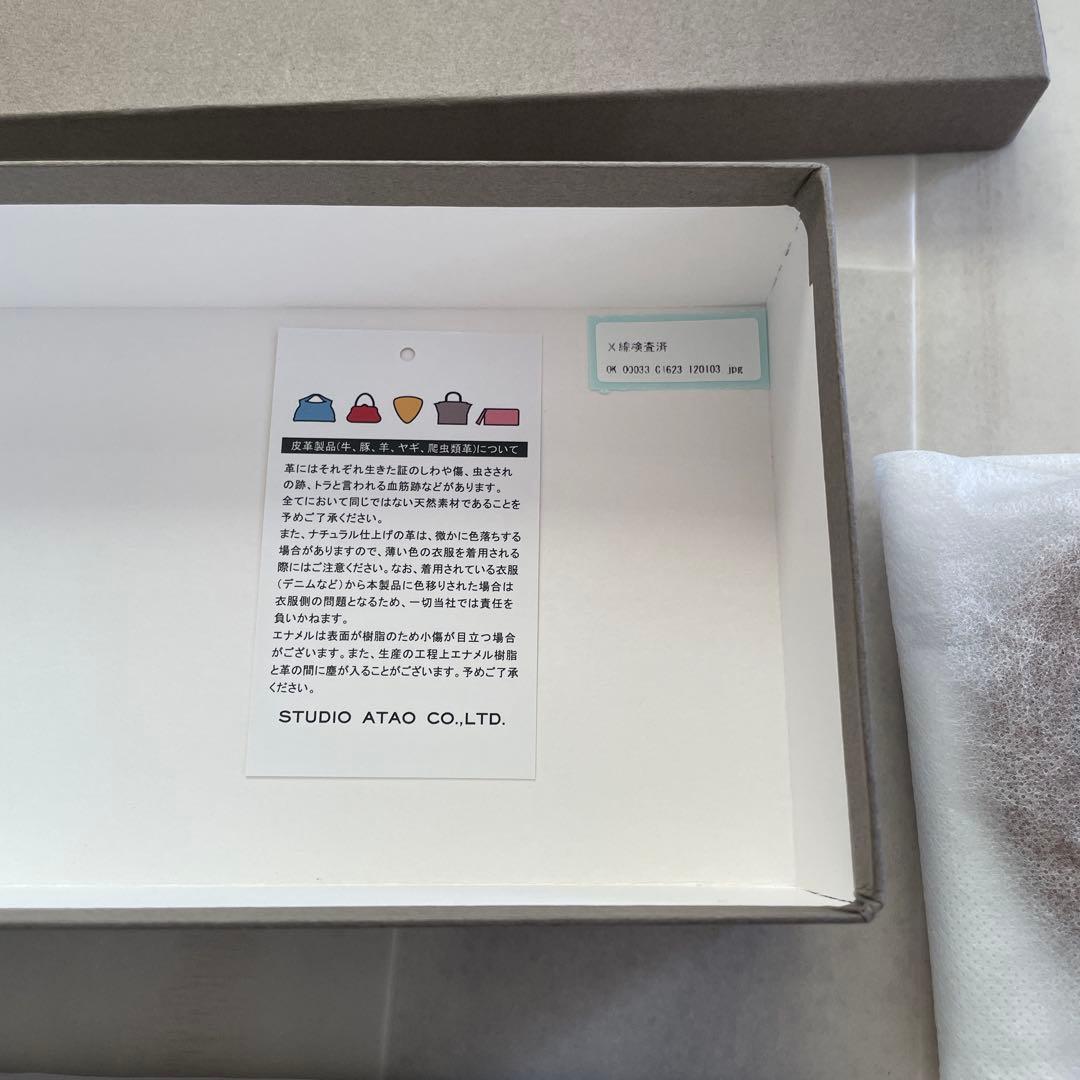 X線検査済
OK 00033 C1623 120103 jpg
皮革製品(牛、豚、羊、ヤギ、爬虫類革)について
革にはそれぞれ生きた証のしわや傷、虫さされ
の跡、トラと言われる血筋跡などがあります。
全てにおいて同じではない天然素材であることを
予めご了承ください。
また、ナチュラル仕上げの革は、微かに色落ちする
場合がありますので、薄い色の衣服を着用される
際にはご注意ください。なお、着用されている衣服
(デニムなど)から本製品に色移りされた場合は
衣服側の問題となるため、一切当社では責任を
負いかねます。
エナメルは表面が樹脂のため小傷が目立つ場合
がございます。また、生産の工程上エナメル樹脂
と革の間に塵が入ることがございます。予めご了承
ください。
STUDIO ATAO CO.,LTD.